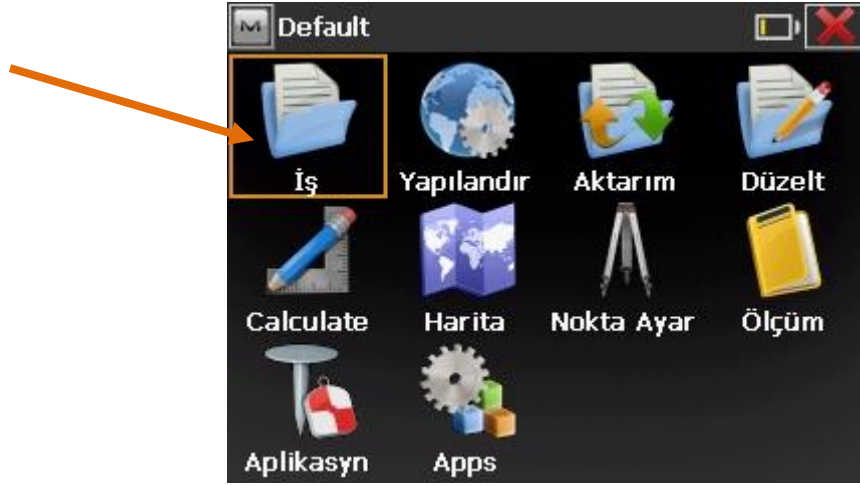 Default
İş Yapılandır Aktarım Düzelt
Calculate Harita Nokta Ayar Ölçüm
Aplikasyn Apps